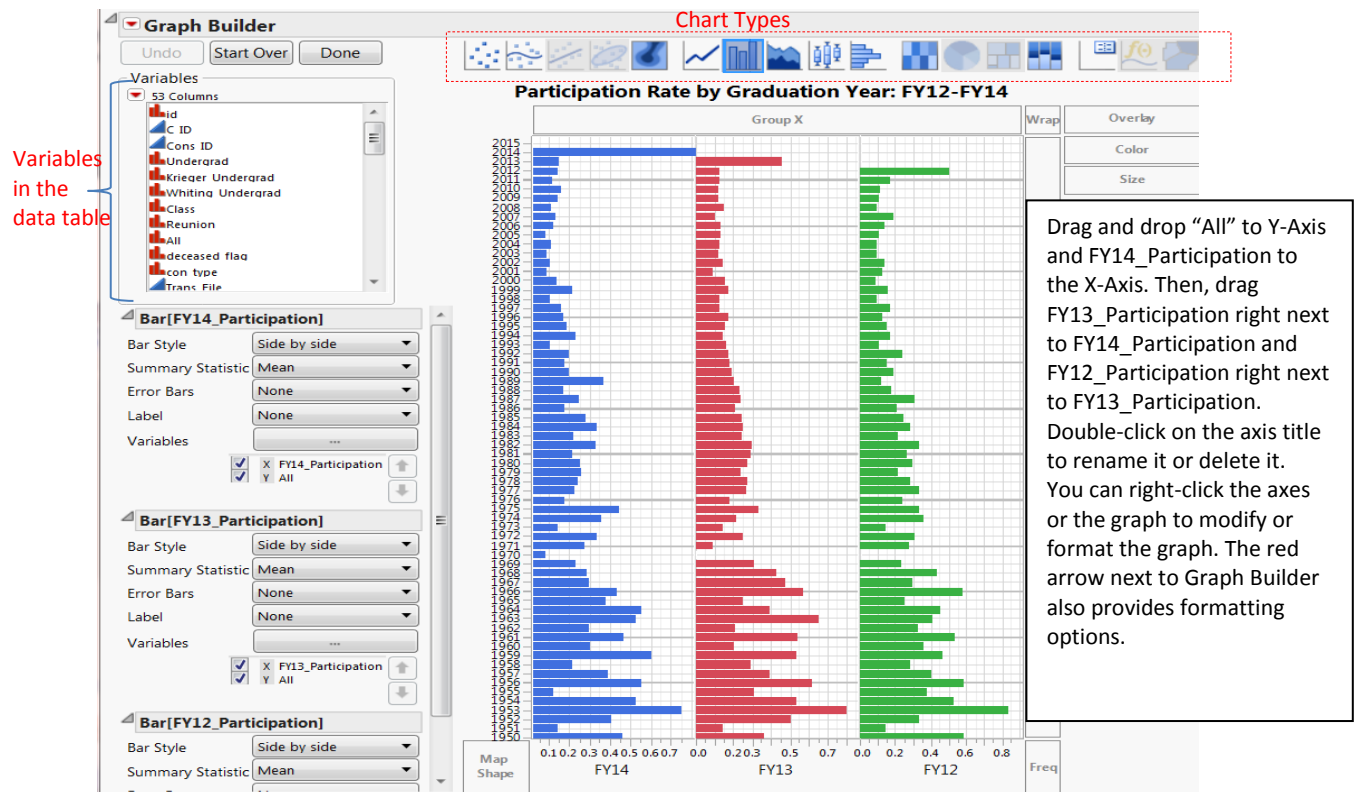 Chart Types
Graph Builder
Undo Start Over Done
Variables
53 Columns
id
C ID
Cons ID
Undergrad
Krieger Undergrad
Whiting Undergrad
Class
Reunion
All
deceased flag
con type
Trans File
Variables
in the
data table
Bar[FY14_Participation]
Bar Style Side by side
Summary Statistic Mean
Error Bars None
Label None
Variables ...
X FY14_Participation
Y All
Bar[FY13_Participation]
Bar Style Side by side
Summary Statistic Mean
Error Bars None
Label None
Variables ...
X FY13_Participation
Y All
Bar[FY12_Participation]
Bar Style Side by side
Summary Statistic Mean
Participation Rate by Graduation Year: FY12-FY14
Group X
Wrap
Overlay
Color
Size
2015
2014
2013
2012
2011
2010
2009
2008
2007
2006
2005
2004
2003
2002
2001
2000
1999
1998
1997
1996
1995
1994
1993
1992
1991
1990
1989
1988
1987
1986
1985
1984
1983
1982
1981
1980
1979
1978
1977
1976
1975
1974
1973
1972
1971
1970
1969
1968
1967
1966
1965
1964
1963
1962
1961
1960
1959
1958
1957
1956
1955
1954
1953
1952
1951
1950
0.1 0.2 0.3 0.4 0.5 0.6 0.7 0.0 0.2 0.3 0.5 0.7 0.0 0.2 0.4 0.6 0.8
FY14 FY13 FY12
Map
Shape
Freq
Drag and drop “All” to Y-Axis
and FY14_Participation to
the X-Axis. Then, drag
FY13_Participation right next
to FY14_Participation and
FY12_Participation right next
to FY13_Participation.
Double-click on the axis title
to rename it or delete it.
You can right-click the axes
or the graph to modify or
format the graph. The red
arrow next to Graph Builder
also provides formatting
options.